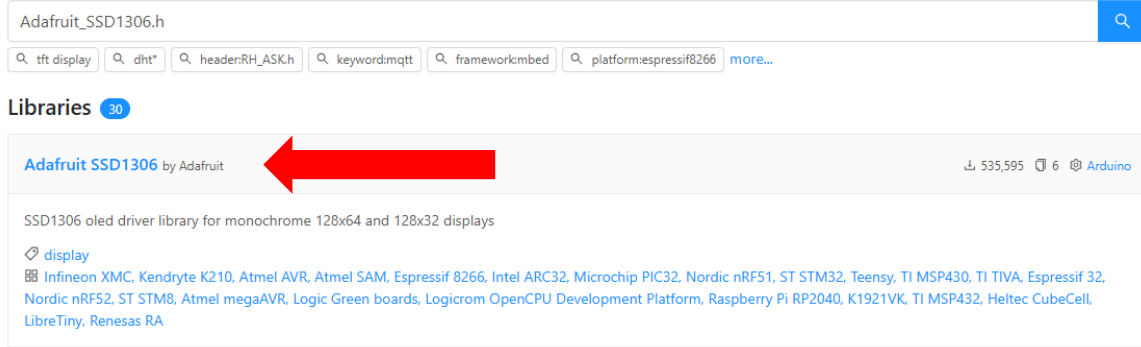 Adafruit_SSD1306.h
tft display dht* header:RH_ASK.h keyword:mqtt framework:mbed platform:espressif8266 more...
Libraries 30
Adafruit SSD1306 by Adafruit 535,595 6 Arduino
SSD1306 oled driver library for monochrome 128x64 and 128x32 displays
display
Infineon XMC, Kendryte K210, Atmel AVR, Atmel SAM, Espressif 8266, Intel ARC32, Microchip PIC32, Nordic nRF51, ST STM32, Teensy, TI MSP430, TI TIVA, Espressif 32,
Nordic nRF52, ST STM8, Atmel megaAVR, Logic Green boards, Logicrom OpenCPU Development Platform, Raspberry Pi RP2040, K1921VK, TI MSP432, Heltec CubeCell,
LibreTiny, Renesas RA